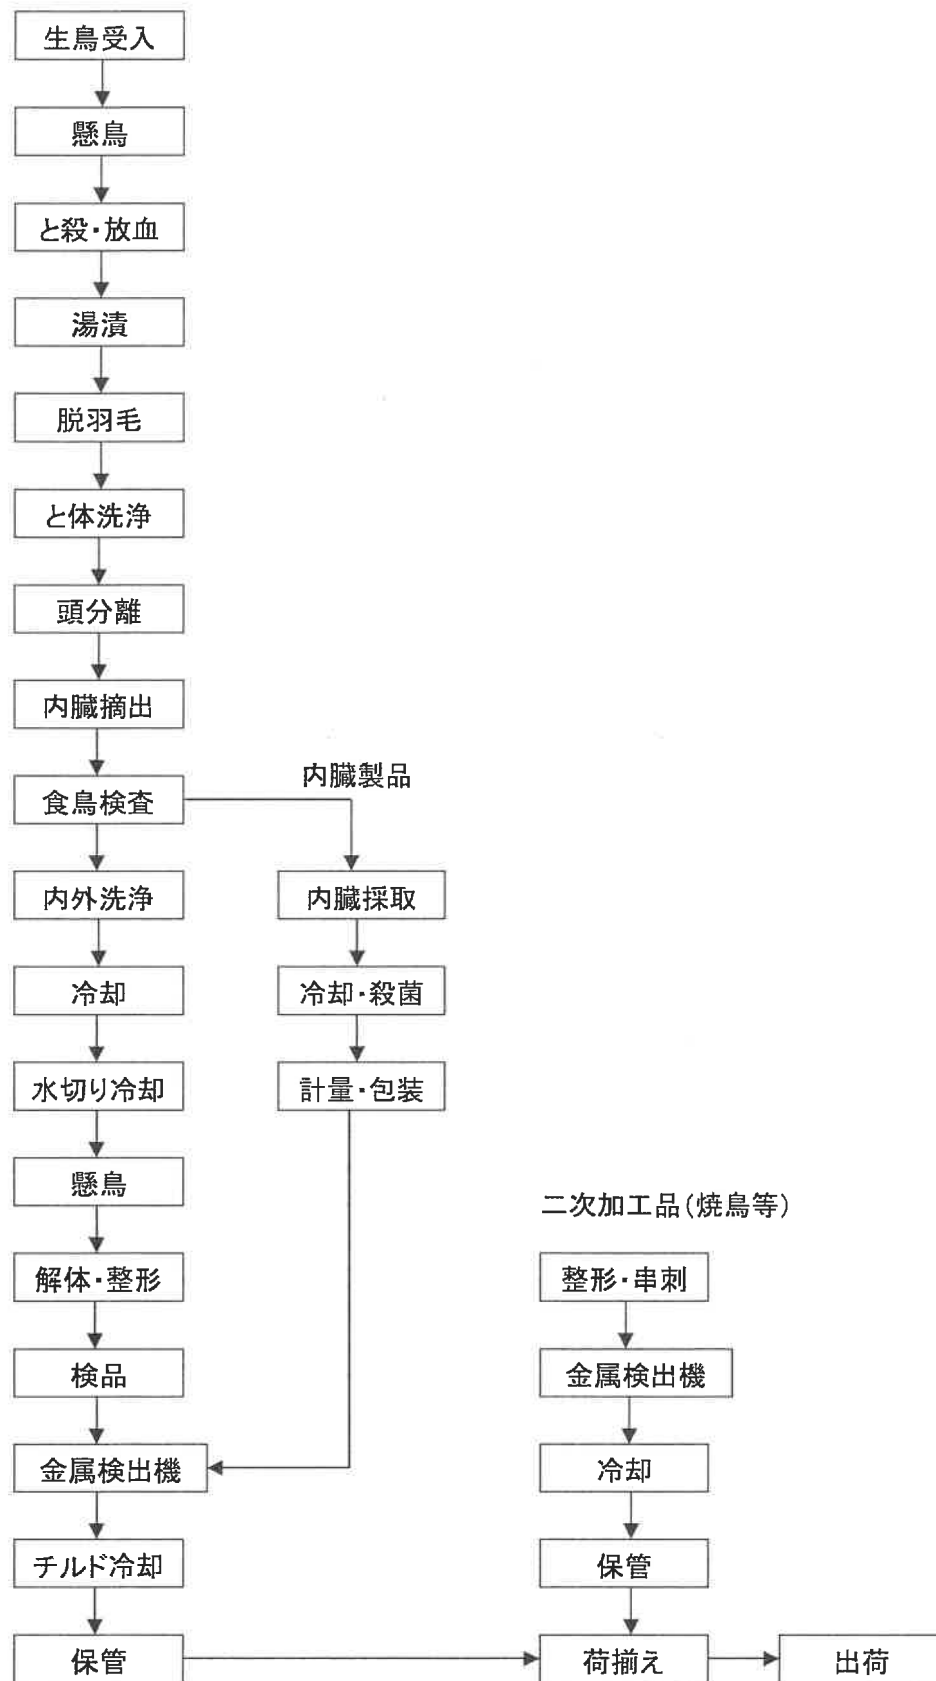 生鳥受入
懸鳥
と殺・放血
湯漬
脱羽毛
と体洗浄
頭分離
内臓摘出
食鳥検査
内外洗浄
冷却
水切り冷却
懸鳥
解体・整形
検品
金属検出機
チルド冷却
保管
内臓製品
内臓採取
冷却・殺菌
計量・包装
二次加工品(焼鳥等)
整形・串刺
金属検出機
冷却
保管
荷揃え
出荷